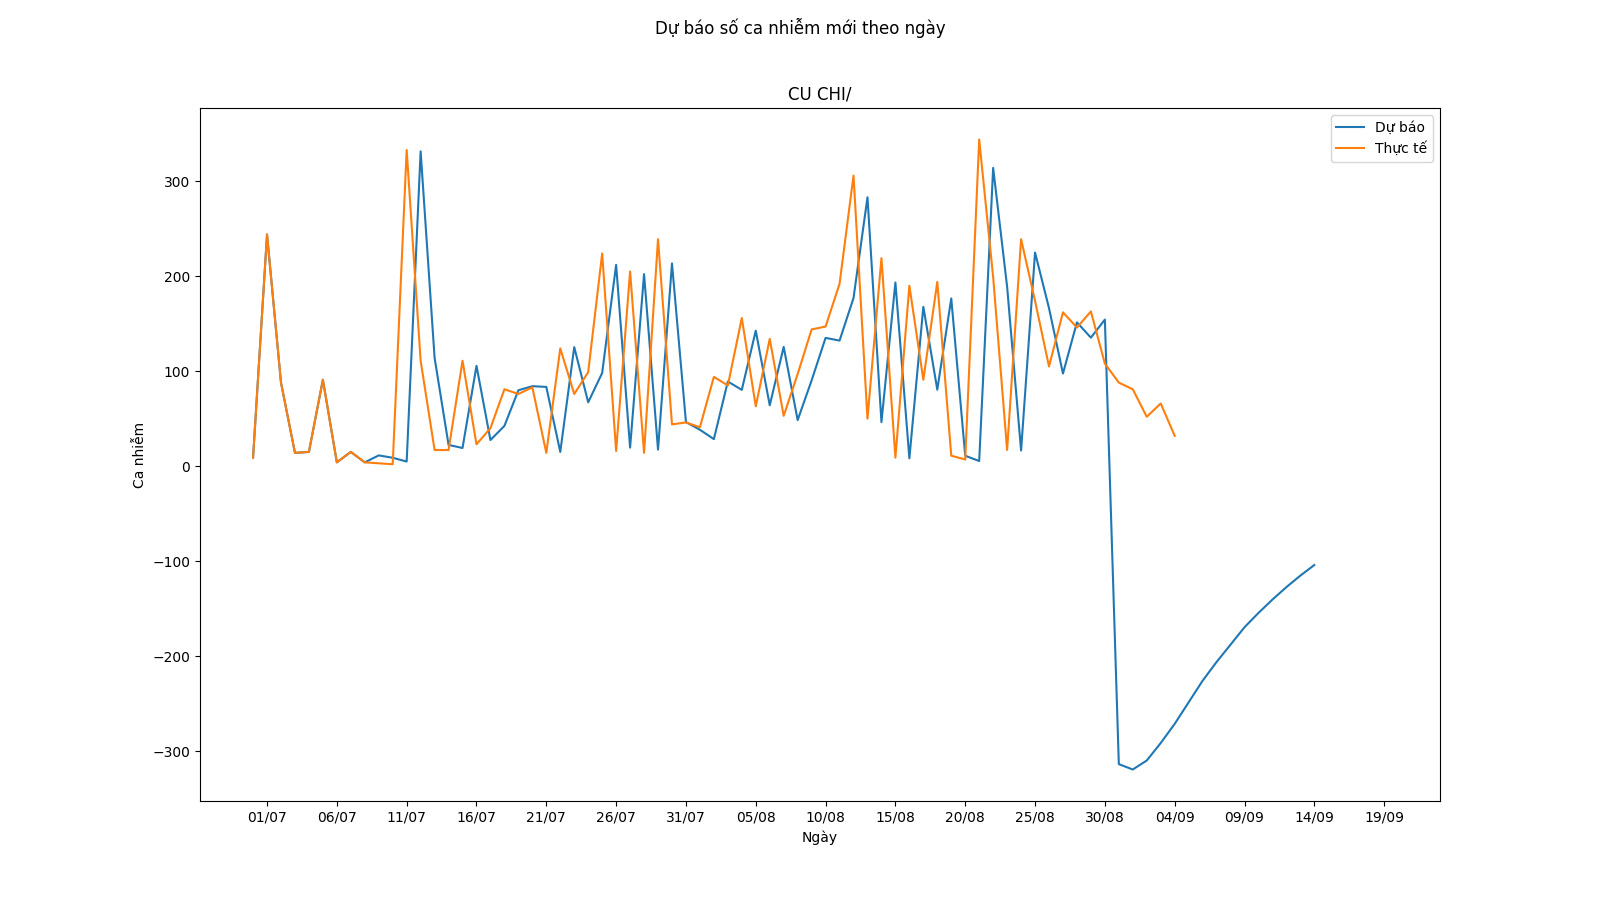 Dự báo số ca nhiễm mới theo ngày
CU CHI/
Dự báo
Thực tế
300
200
100
0
−100
−200
−300
Ca nhiễm
01/07 06/07 11/07 16/07 21/07 26/07 31/07 05/08 10/08 15/08 20/08 25/08 30/08 04/09 09/09 14/09 19/09
Ngày